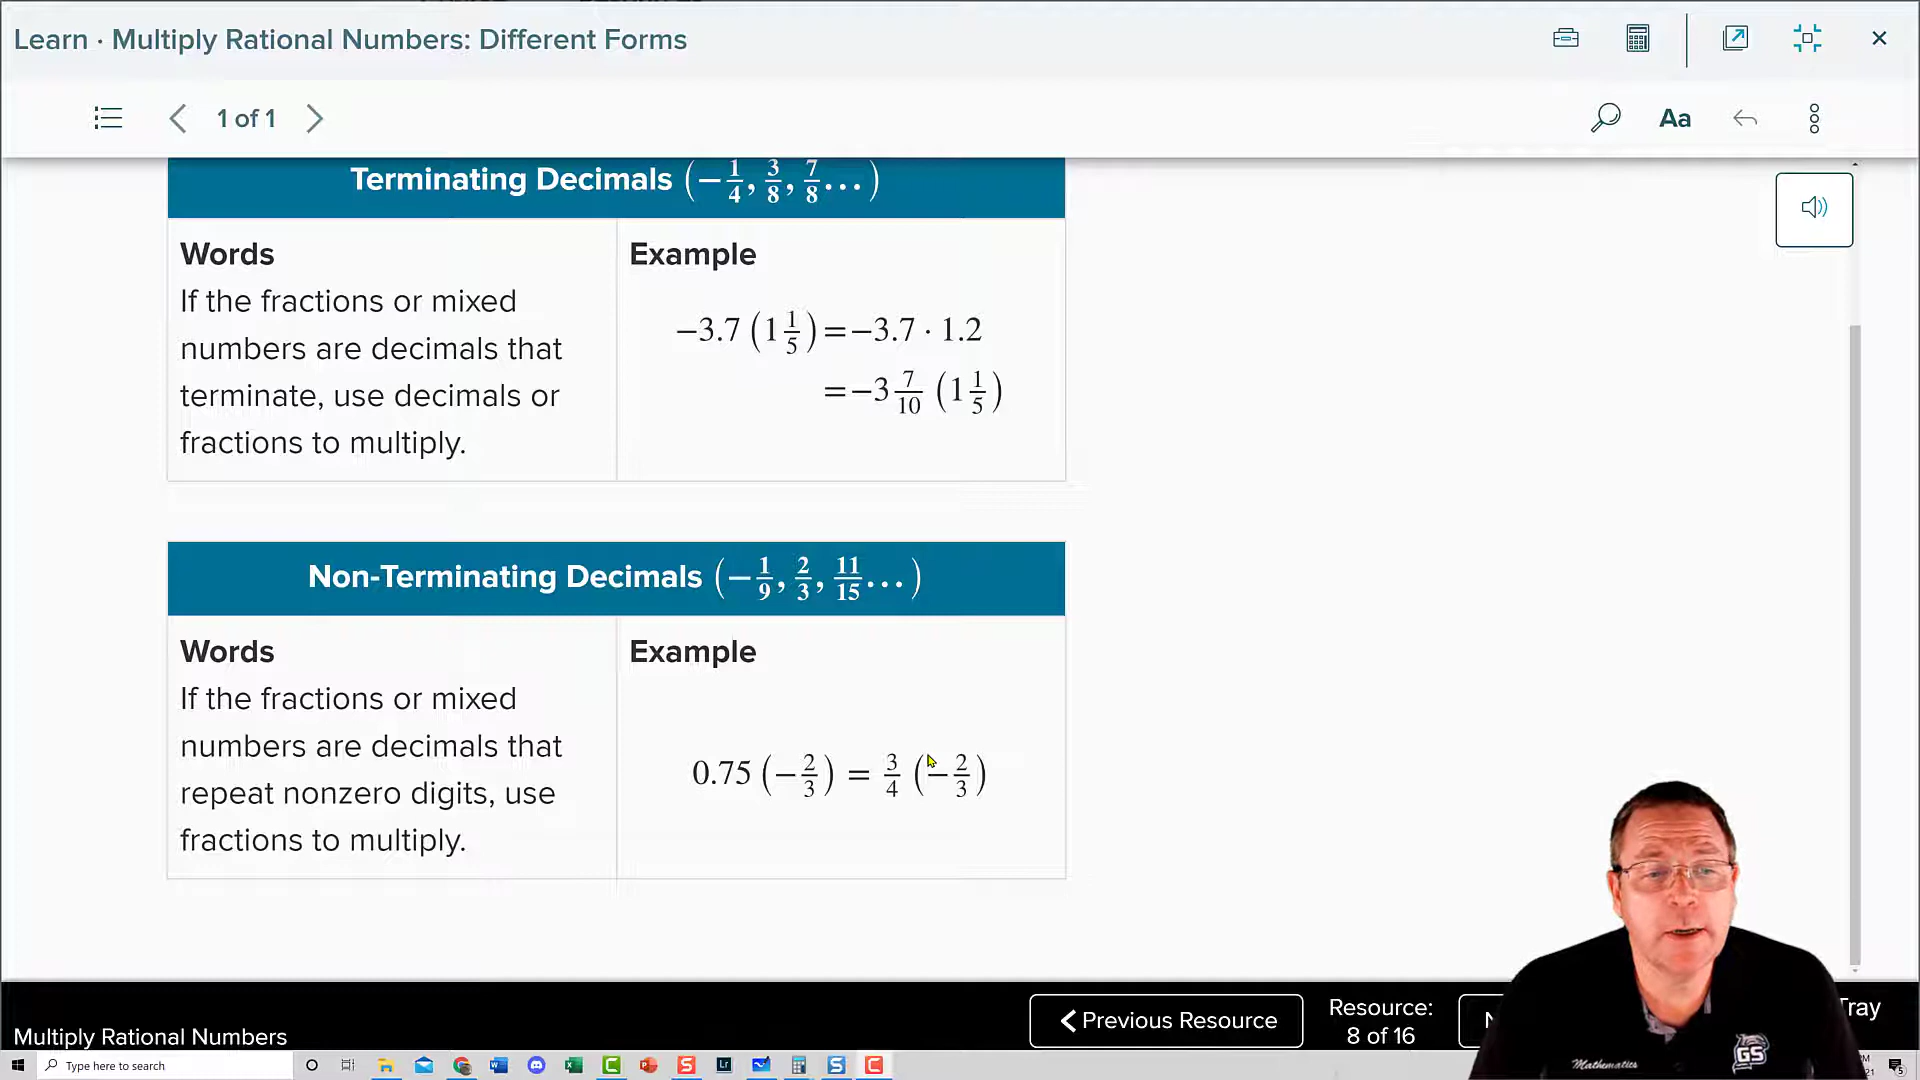 Learn · Multiply Rational Numbers: Different Forms
1 of 1
Aa
Terminating Decimals (−1/4, 3/8, 7/8...)
Words
If the fractions or mixed
numbers are decimals that
terminate, use decimals or
fractions to multiply.
Example
−3.7 (1 1/5) = −3.7 · 1.2
= −3 7/10 (1 1/5)
Non-Terminating Decimals (−1/9, 2/3, 11/15...)
Words
If the fractions or mixed
numbers are decimals that
repeat nonzero digits, use
fractions to multiply.
Example
0.75 (−2/3) = 3/4 (−2/3)
Multiply Rational Numbers
Previous Resource
Resource:
8 of 16
Tray
Type here to search
Mathematics
GS